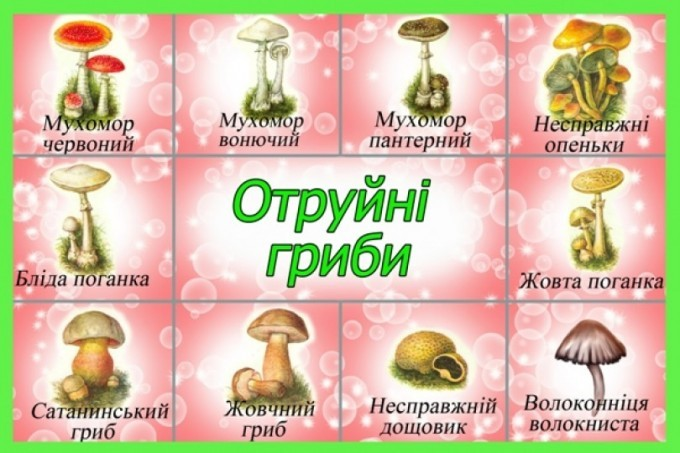 Мухомор
червоний
Мухомор
вонючий
Мухомор
пантерний
Несправжні
опеньки
Бліда поганка
Отруйні
гриби
Жовта поганка
Сатанинський
гриб
Жовчний
гриб
Несправжній
дощовик
Волоконніця
волокниста